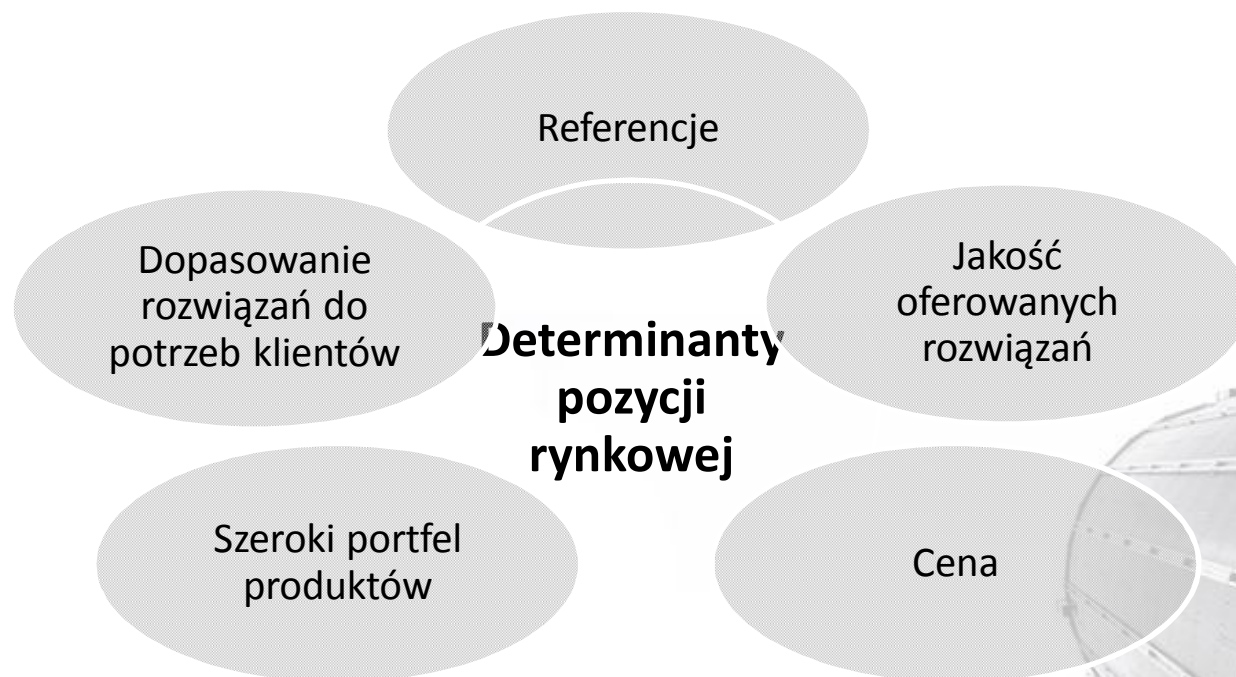 Referencje
Dopasowanie
rozwiązań do
potrzeb klientów
Jakość
oferowanych
rozwiązań
Determinanty
pozycji
rynkowej
Szeroki portfel
produktów
Cena